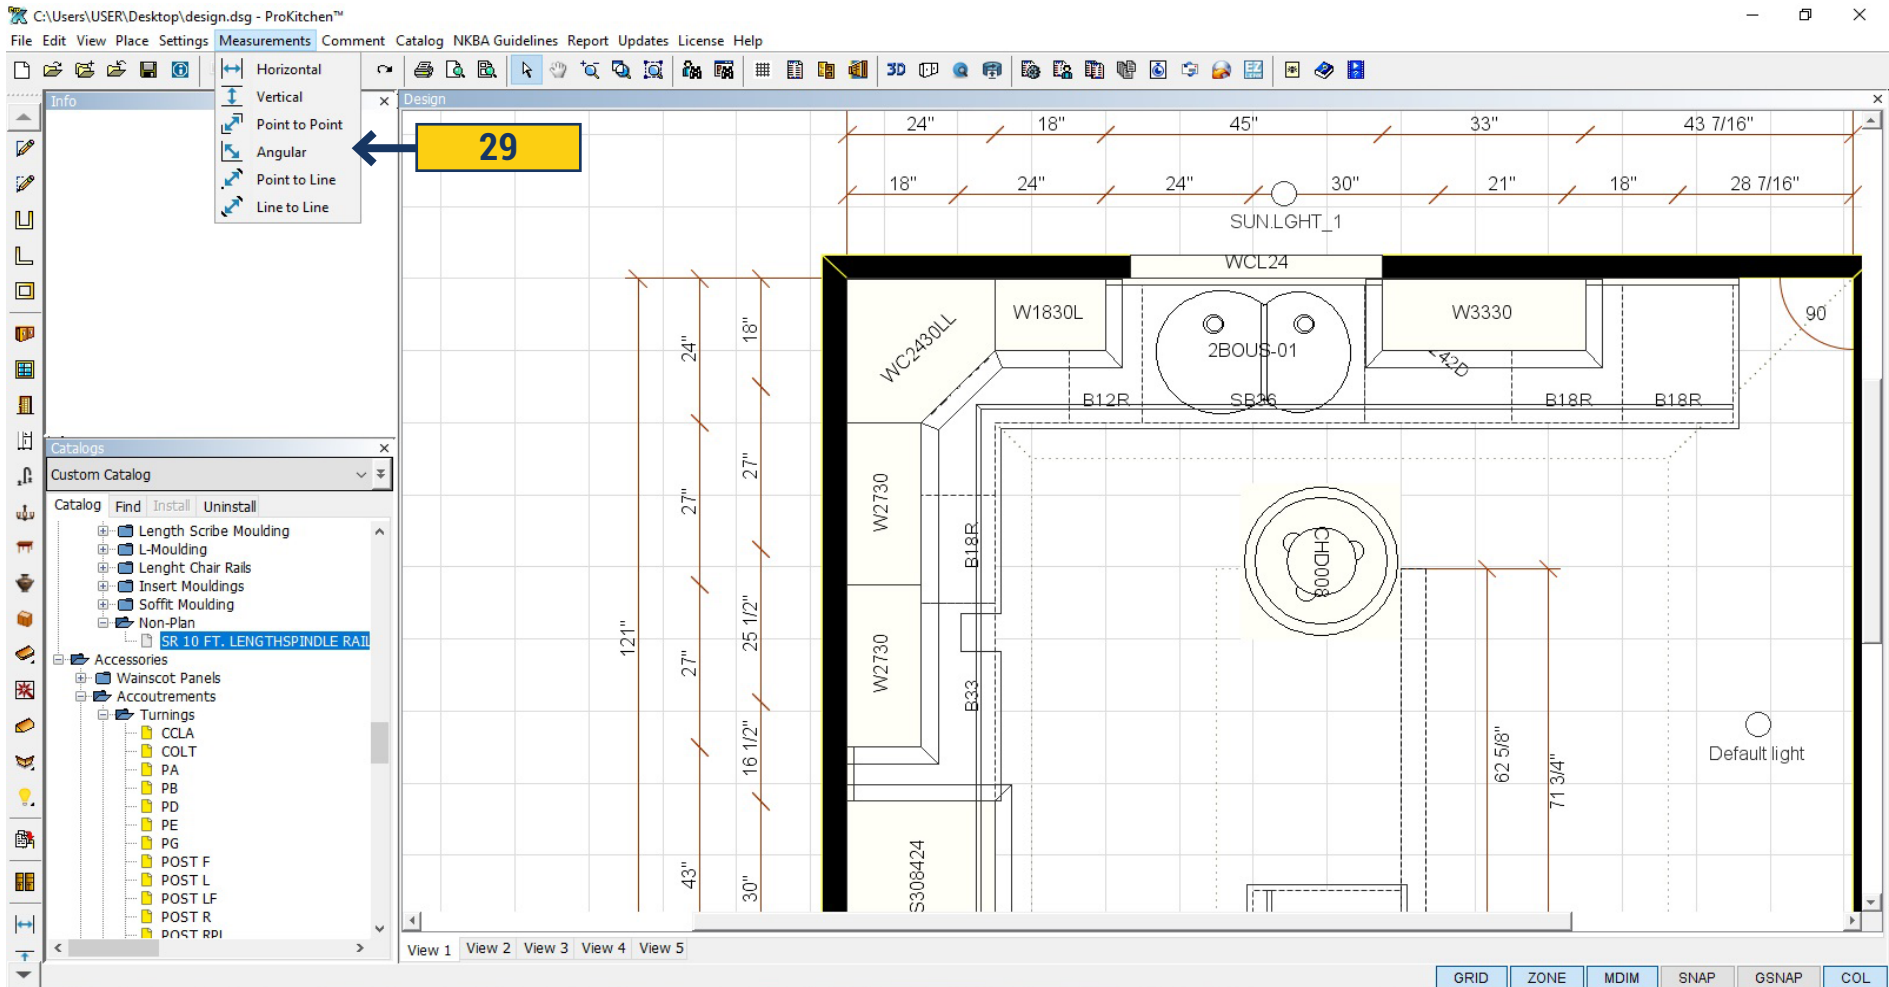 C:\Users\USER\Desktop\design.dsg - ProKitchen™
File Edit View Place Settings Measurements Comment Catalog NKBA Guidelines Report Updates License Help
3D
EZ
Horizontal
Vertical
Point to Point
Angular
Point to Line
Line to Line
29
Info
Design
24" 18" 45" 33" 43 7/16"
18" 24" 24" 30" 21" 18" 28 7/16"
SUN.LGHT_1
WCL24
WC2430LL
W1830L
2BOUS-01
W3330
90
B12R SB36 B18R B18R
24" 18"
27" 27"
W2730
B18R
CHD008
121"
27" 25 1/2"
W2730
B33
16 1/2"
62 5/8"
71 3/4"
Default light
43" 30"
S308424
Catalogs
Custom Catalog
Catalog Find Install Uninstall
Length Scribe Moulding
L-Moulding
Lenght Chair Rails
Insert Mouldings
Soffit Moulding
Non-Plan
SR 10 FT. LENGTHSPINDLE RAIL
Accessories
Wainscot Panels
Accoutrements
Turnings
CCLA
COLT
PA
PB
PD
PE
PG
POST F
POST L
POST LF
POST R
POST RPL
View 1 View 2 View 3 View 4 View 5
GRID ZONE MDIM SNAP GSNAP COL